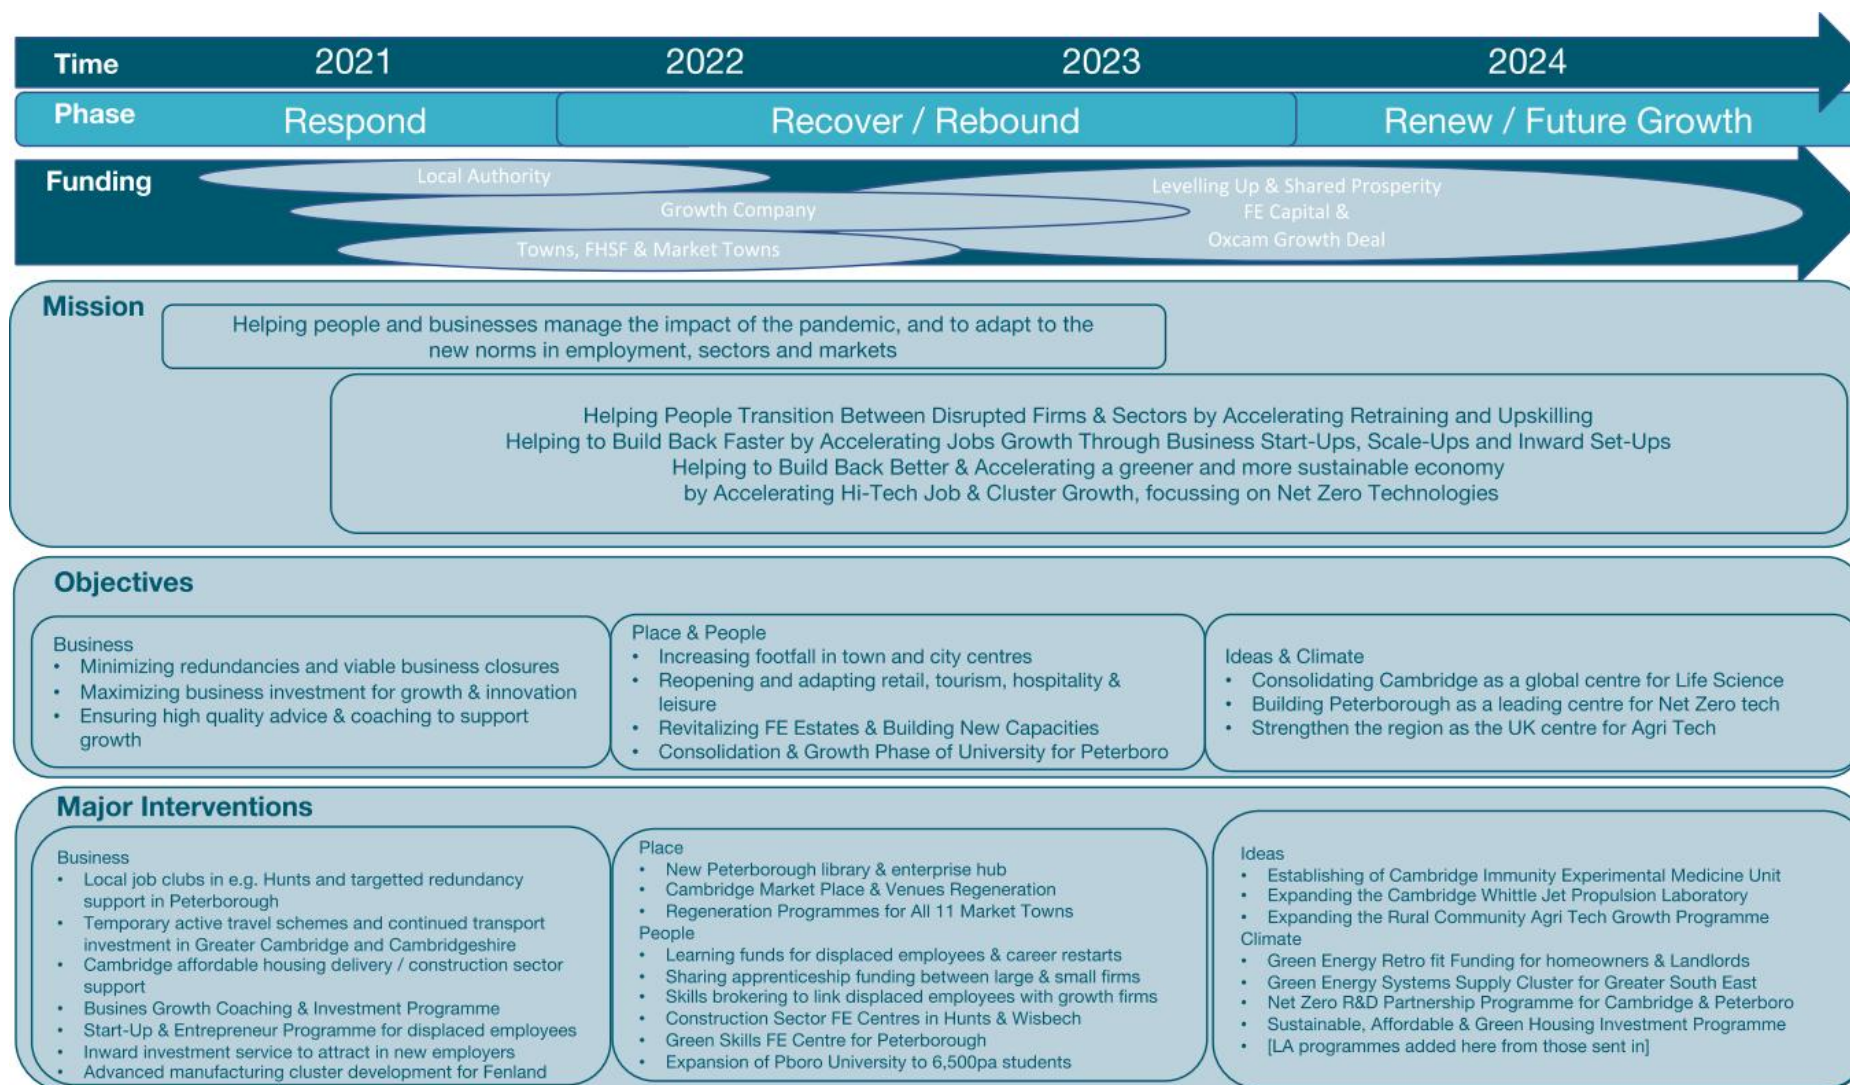 Time 2021 2022 2023 2024
Phase Respond Recover / Rebound Renew / Future Growth
Funding
Local Authority
Growth Company
Towns, FHSF & Market Towns
Levelling Up & Shared Prosperity
FE Capital &
Oxcam Growth Deal
Mission
Helping people and businesses manage the impact of the pandemic, and to adapt to the
new norms in employment, sectors and markets
Helping People Transition Between Disrupted Firms & Sectors by Accelerating Retraining and Upskilling
Helping to Build Back Faster by Accelerating Jobs Growth Through Business Start-Ups, Scale-Ups and Inward Set-Ups
Helping to Build Back Better & Accelerating a greener and more sustainable economy
by Accelerating Hi-Tech Job & Cluster Growth, focussing on Net Zero Technologies
Objectives
Business
• Minimizing redundancies and viable business closures
• Maximizing business investment for growth & innovation
• Ensuring high quality advice & coaching to support
growth
Place & People
• Increasing footfall in town and city centres
• Reopening and adapting retail, tourism, hospitality &
leisure
• Revitalizing FE Estates & Building New Capacities
• Consolidation & Growth Phase of University for Peterboro
Ideas & Climate
• Consolidating Cambridge as a global centre for Life Science
• Building Peterborough as a leading centre for Net Zero tech
• Strengthen the region as the UK centre for Agri Tech
Major Interventions
Business
• Local job clubs in e.g. Hunts and targetted redundancy
support in Peterborough
• Temporary active travel schemes and continued transport
investment in Greater Cambridge and Cambridgeshire
• Cambridge affordable housing delivery / construction sector
support
• Busines Growth Coaching & Investment Programme
• Start-Up & Entrepreneur Programme for displaced employees
• Inward investment service to attract in new employers
• Advanced manufacturing cluster development for Fenland
Place
• New Peterborough library & enterprise hub
• Cambridge Market Place & Venues Regeneration
• Regeneration Programmes for All 11 Market Towns
People
• Learning funds for displaced employees & career restarts
• Sharing apprenticeship funding between large & small firms
• Skills brokering to link displaced employees with growth firms
• Construction Sector FE Centres in Hunts & Wisbech
• Green Skills FE Centre for Peterborough
• Expansion of Pboro University to 6,500pa students
Ideas
• Establishing of Cambridge Immunity Experimental Medicine Unit
• Expanding the Cambridge Whittle Jet Propulsion Laboratory
• Expanding the Rural Community Agri Tech Growth Programme
Climate
• Green Energy Retro fit Funding for homeowners & Landlords
• Green Energy Systems Supply Cluster for Greater South East
• Net Zero R&D Partnership Programme for Cambridge & Peterboro
• Sustainable, Affordable & Green Housing Investment Programme
• [LA programmes added here from those sent in]